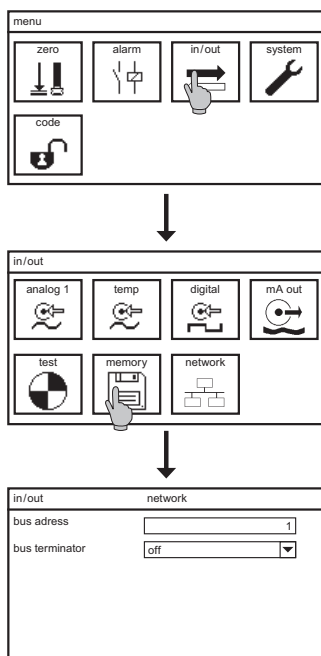 menu
zero alarm in/out system
code
in/out
analog 1 temp digital mA out
test memory network
in/out network
bus adress 1
bus terminator off